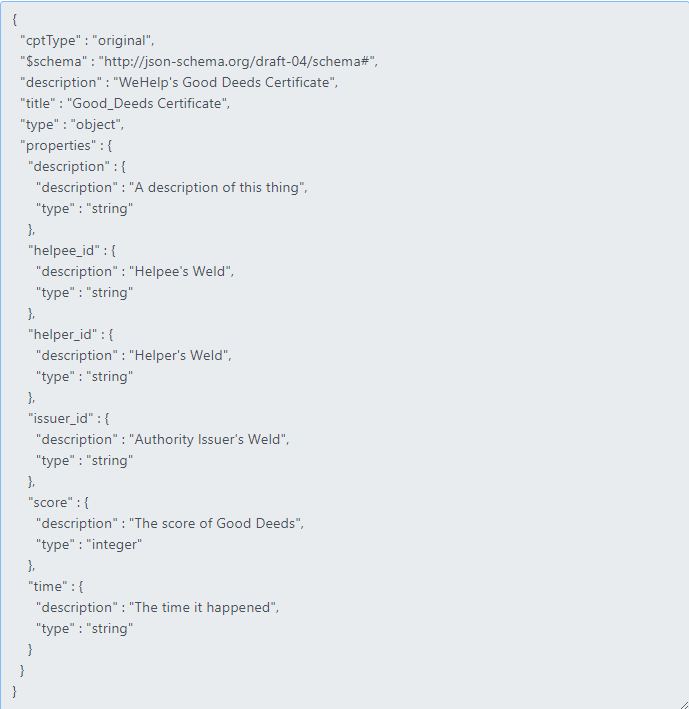 {
"cptType" : "original",
"$schema" : "http://json-schema.org/draft-04/schema#",
"description" : "WeHelp's Good Deeds Certificate",
"title" : "Good_Deeds Certificate",
"type" : "object",
"properties" : {
"description" : {
"description" : "A description of this thing",
"type" : "string"
},
"helpee_id" : {
"description" : "Helpee's WeId",
"type" : "string"
},
"helper_id" : {
"description" : "Helper's WeId",
"type" : "string"
},
"issuer_id" : {
"description" : "Authority Issuer's WeId",
"type" : "string"
},
"score" : {
"description" : "The score of Good Deeds",
"type" : "integer"
},
"time" : {
"description" : "The time it happened",
"type" : "string"
}
}
}